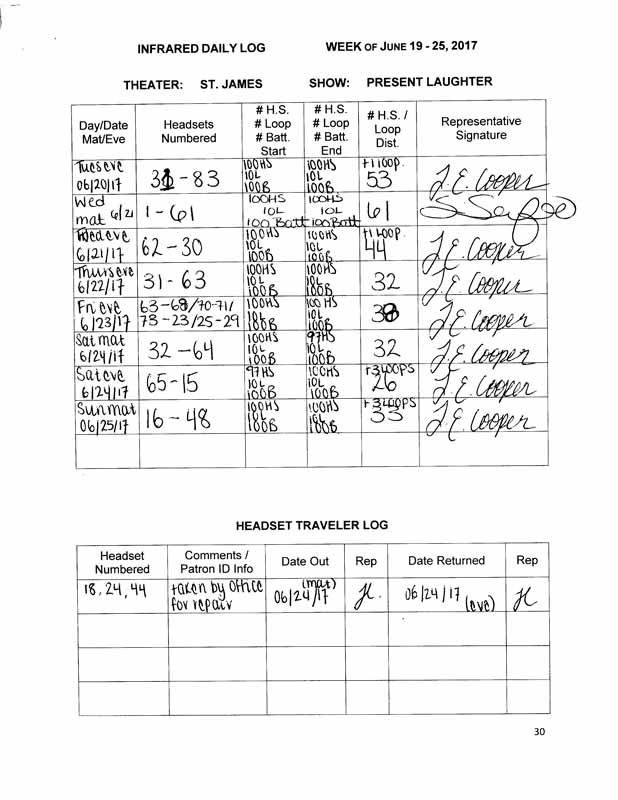 INFRARED DAILY LOG WEEK OF JUNE 19 - 25, 2017
THEATER: ST. JAMES SHOW: PRESENT LAUGHTER
Day/Date Mat/Eve Headsets Numbered # H.S. # Loop # Batt. Start # H.S. # Loop # Batt. End # H.S. / Loop Dist. Representative Signature
Tues eve 06/20/17 31 - 83 100HS 10L 100B 100HS 10L 100B +1 loop. 53 J.E. Cooper
Wed mat 6/21 1 - 61 100HS 10L 100 Batt 100HS 10L 100 Batt 61
Wed eve 6/21/17 62 - 30 100HS 10L 100B 100HS 10L 100B +1 LOOP. 44 J.E. Cooper
Thurs eve 6/22/17 31 - 63 100HS 10L 100B 100HS 10L 100B 32 J.E. Cooper
Fri eve 6/23/17 63-68/70-71/ 73-23/25-29 100HS 10L 100B 100HS 10L 100B J.E. Cooper
Sat mat 6/24/17 32 - 64 100HS 10L 100B 97HS 10L 100B 32 J.E. Cooper
Sat eve 6/24/17 65 - 15 97HS 10L 100B 100HS 10L 100B +3 LOOPS 26 J.E. Cooper
Sun mat 06/25/17 16 - 48 100HS 10L 100B 100HS 10L 100B +3 LOOPS 33 J.E. Cooper
HEADSET TRAVELER LOG
Headset Numbered Comments / Patron ID Info Date Out Rep Date Returned Rep
18, 24, 44 taken by office for repair 06/24/17 (mat) 06/24/17 (eve)
30